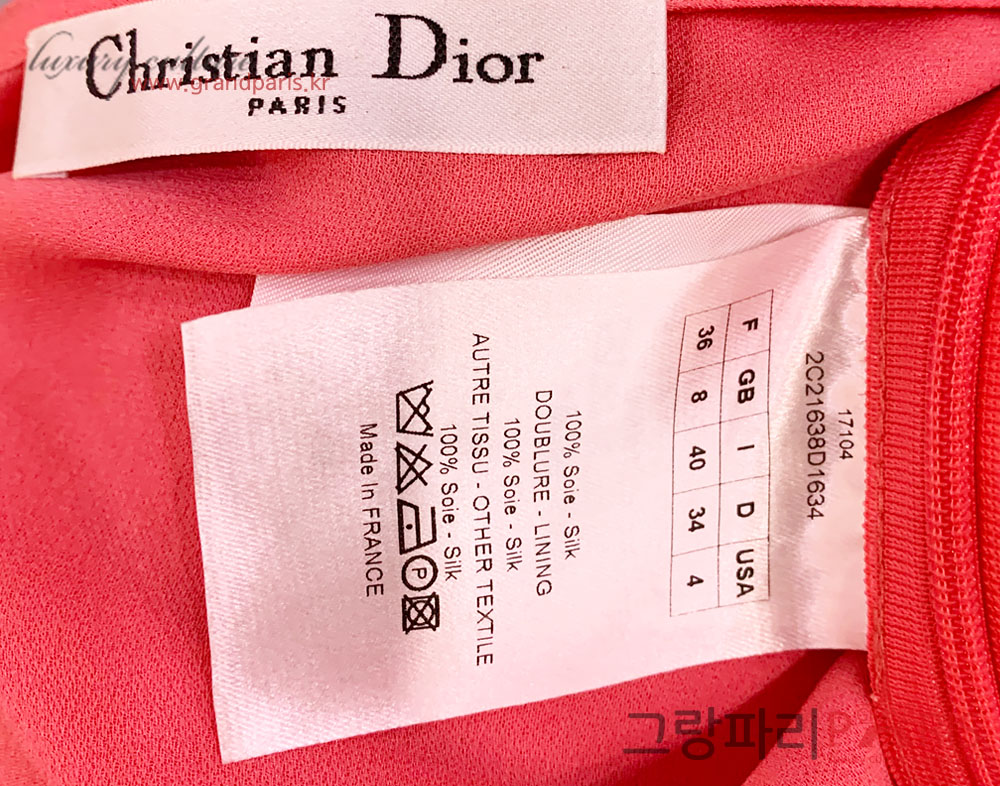 luxury
Christian Dior
www.grandparis.kr
PARIS
17104
2C21638D1634
F GB I D USA
36 8 40 34 4
100% Soie - Silk
DOUBLURE - LINING
100% Soie - Silk
AUTRE TISSU - OTHER TEXTILE
100% Soie - Silk
P
Made In FRANCE
그랑파리